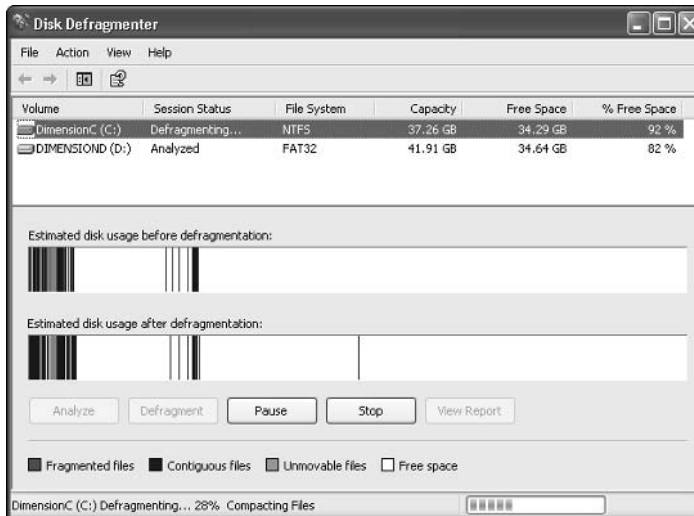 Disk Defragmenter
File Action View Help
Volume Session Status File System Capacity Free Space % Free Space
DimensionC (C:) Defragmenting... NTFS 37.26 GB 34.29 GB 92 %
DIMENSIOND (D:) Analyzed FAT32 41.91 GB 34.64 GB 82 %
Estimated disk usage before defragmentation:
Estimated disk usage after defragmentation:
Analyze Defragment Pause Stop View Report
Fragmented files Contiguous files Unmovable files Free space
DimensionC (C:) Defragmenting... 28% Compacting Files